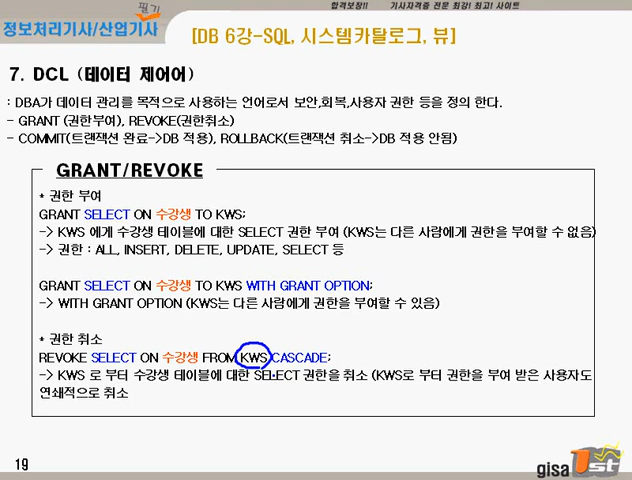 합격보장!! 기사자격증 전문 최강! 최고! 사이트
필기
정보처리기사/산업기사
[DB 6강-SQL, 시스템카탈로그, 뷰]
7. DCL (데이터 제어어)
: DBA가 데이터 관리를 목적으로 사용하는 언어로서 보안,회복,사용자 권한 등을 정의 한다.
- GRANT (권한부여), REVOKE(권한취소)
- COMMIT(트랜잭션 완료->DB 적용), ROLLBACK(트랜잭션 취소->DB 적용 안됨)
GRANT/REVOKE
* 권한 부여
GRANT SELECT ON 수강생 TO KWS;
-> KWS 에게 수강생 테이블에 대한 SELECT 권한 부여 (KWS는 다른 사람에게 권한을 부여할 수 없음)
-> 권한 : ALL, INSERT, DELETE, UPDATE, SELECT 등
GRANT SELECT ON 수강생 TO KWS WITH GRANT OPTION;
-> WITH GRANT OPTION (KWS는 다른 사람에게 권한을 부여할 수 있음)
* 권한 취소
REVOKE SELECT ON 수강생 FROM KWS CASCADE;
-> KWS 로 부터 수강생 테이블에 대한 SELECT 권한을 취소 (KWS로 부터 권한을 부여 받은 사용자도
연쇄적으로 취소
19
gisa 1st